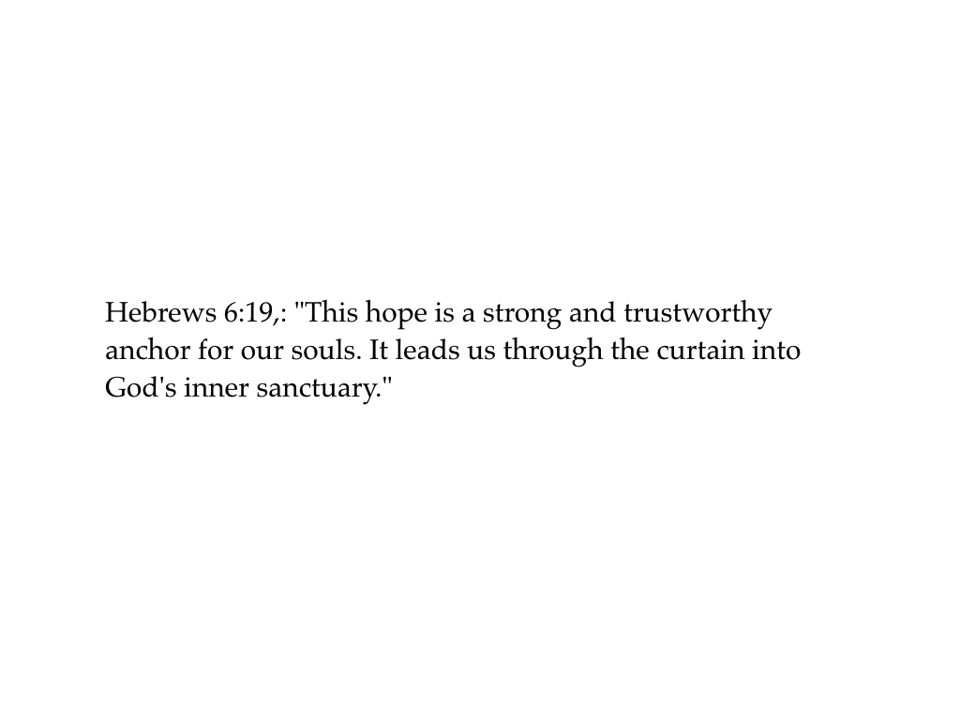 Hebrews 6:19,: "This hope is a strong and trustworthy
anchor for our souls. It leads us through the curtain into
God's inner sanctuary."